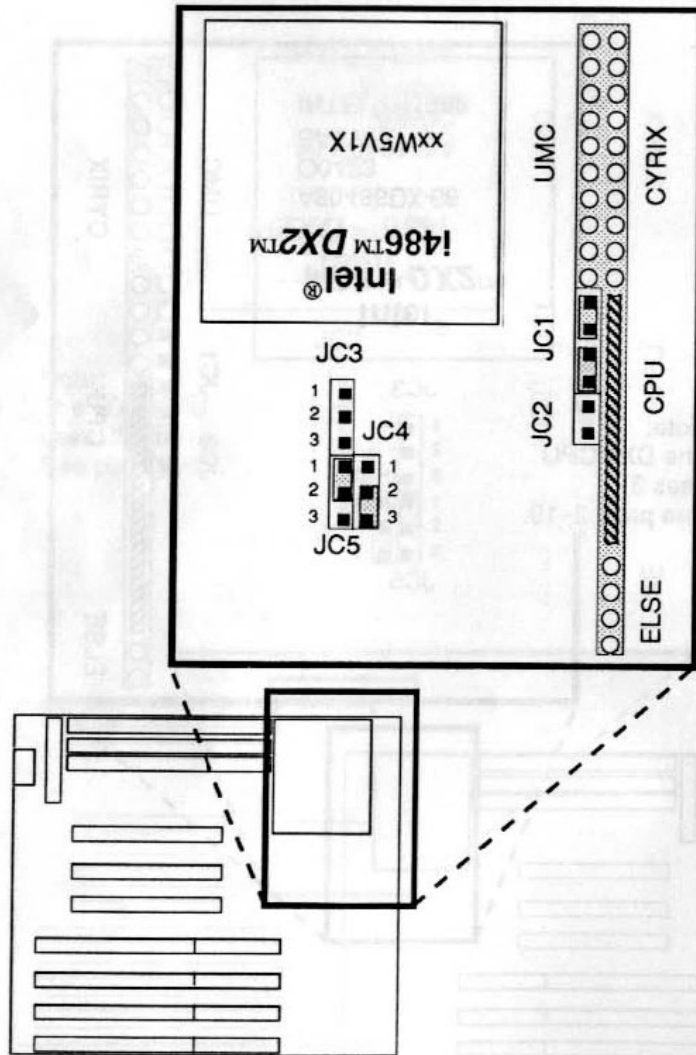 Intel®
i486™ DX2™
xxW5V1X
UMC
CYRIX
JC1
JC2
CPU
ELSE
JC3
1
2
3
JC4
1
2
3
1
2
3
JC5